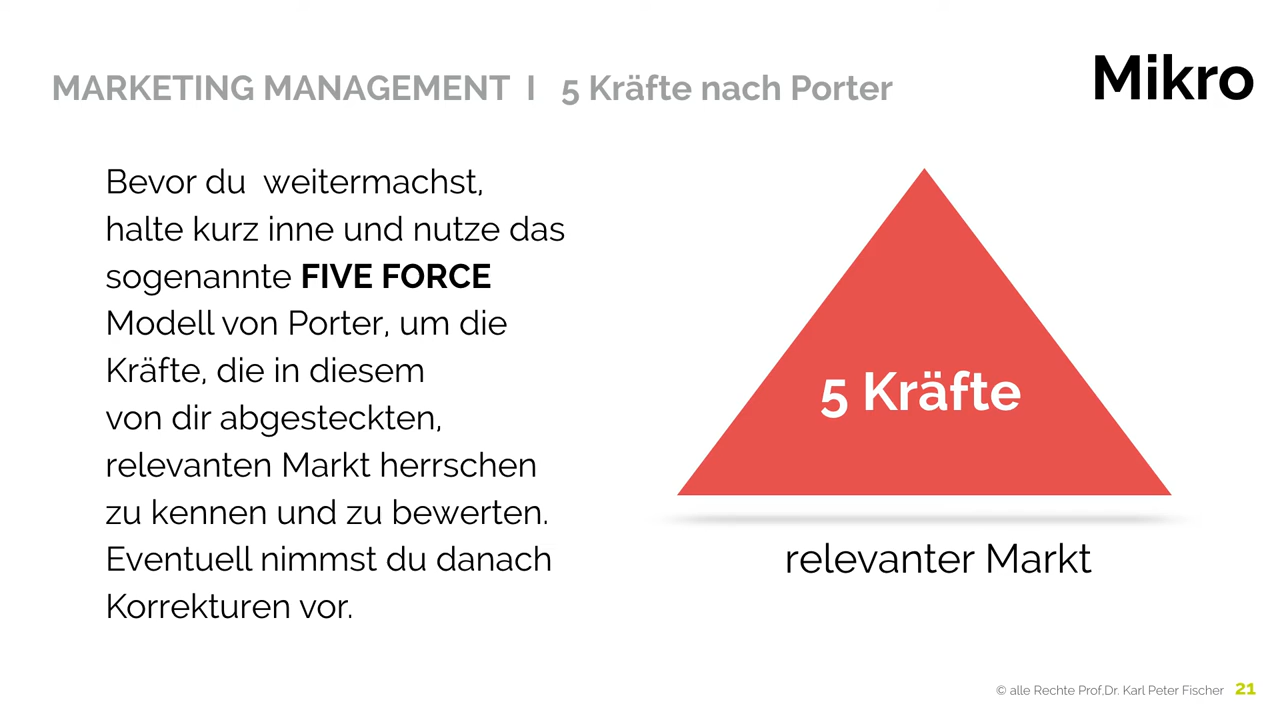 MARKETING MANAGEMENT I 5 Kräfte nach Porter
Mikro
Bevor du weitermachst,
halte kurz inne und nutze das
sogenannte FIVE FORCE
Modell von Porter, um die
Kräfte, die in diesem
von dir abgesteckten,
relevanten Markt herrschen
zu kennen und zu bewerten.
Eventuell nimmst du danach
Korrekturen vor.
5 Kräfte
relevanter Markt
© alle Rechte Prof.Dr. Karl Peter Fischer 21